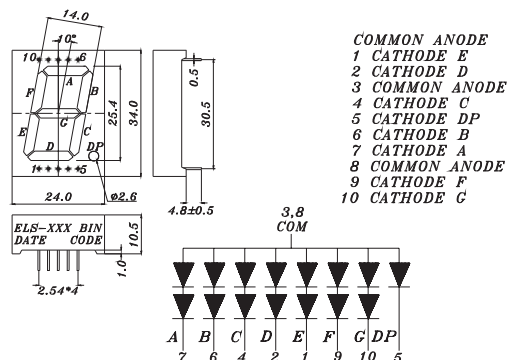 14.0
10°
10 6
A
F B
G
E C
D DP
1 5
25.4
34.0
24.0
ø2.6
0.5
30.5
4.8±0.5
COMMON ANODE
1 CATHODE E
2 CATHODE D
3 COMMON ANODE
4 CATHODE C
5 CATHODE DP
6 CATHODE B
7 CATHODE A
8 COMMON ANODE
9 CATHODE F
10 CATHODE G
ELS-XXX BIN
DATE CODE
10.5
1.0
2.54*4
3,8
COM
A B C D E F G DP
7 6 4 2 1 9 10 5